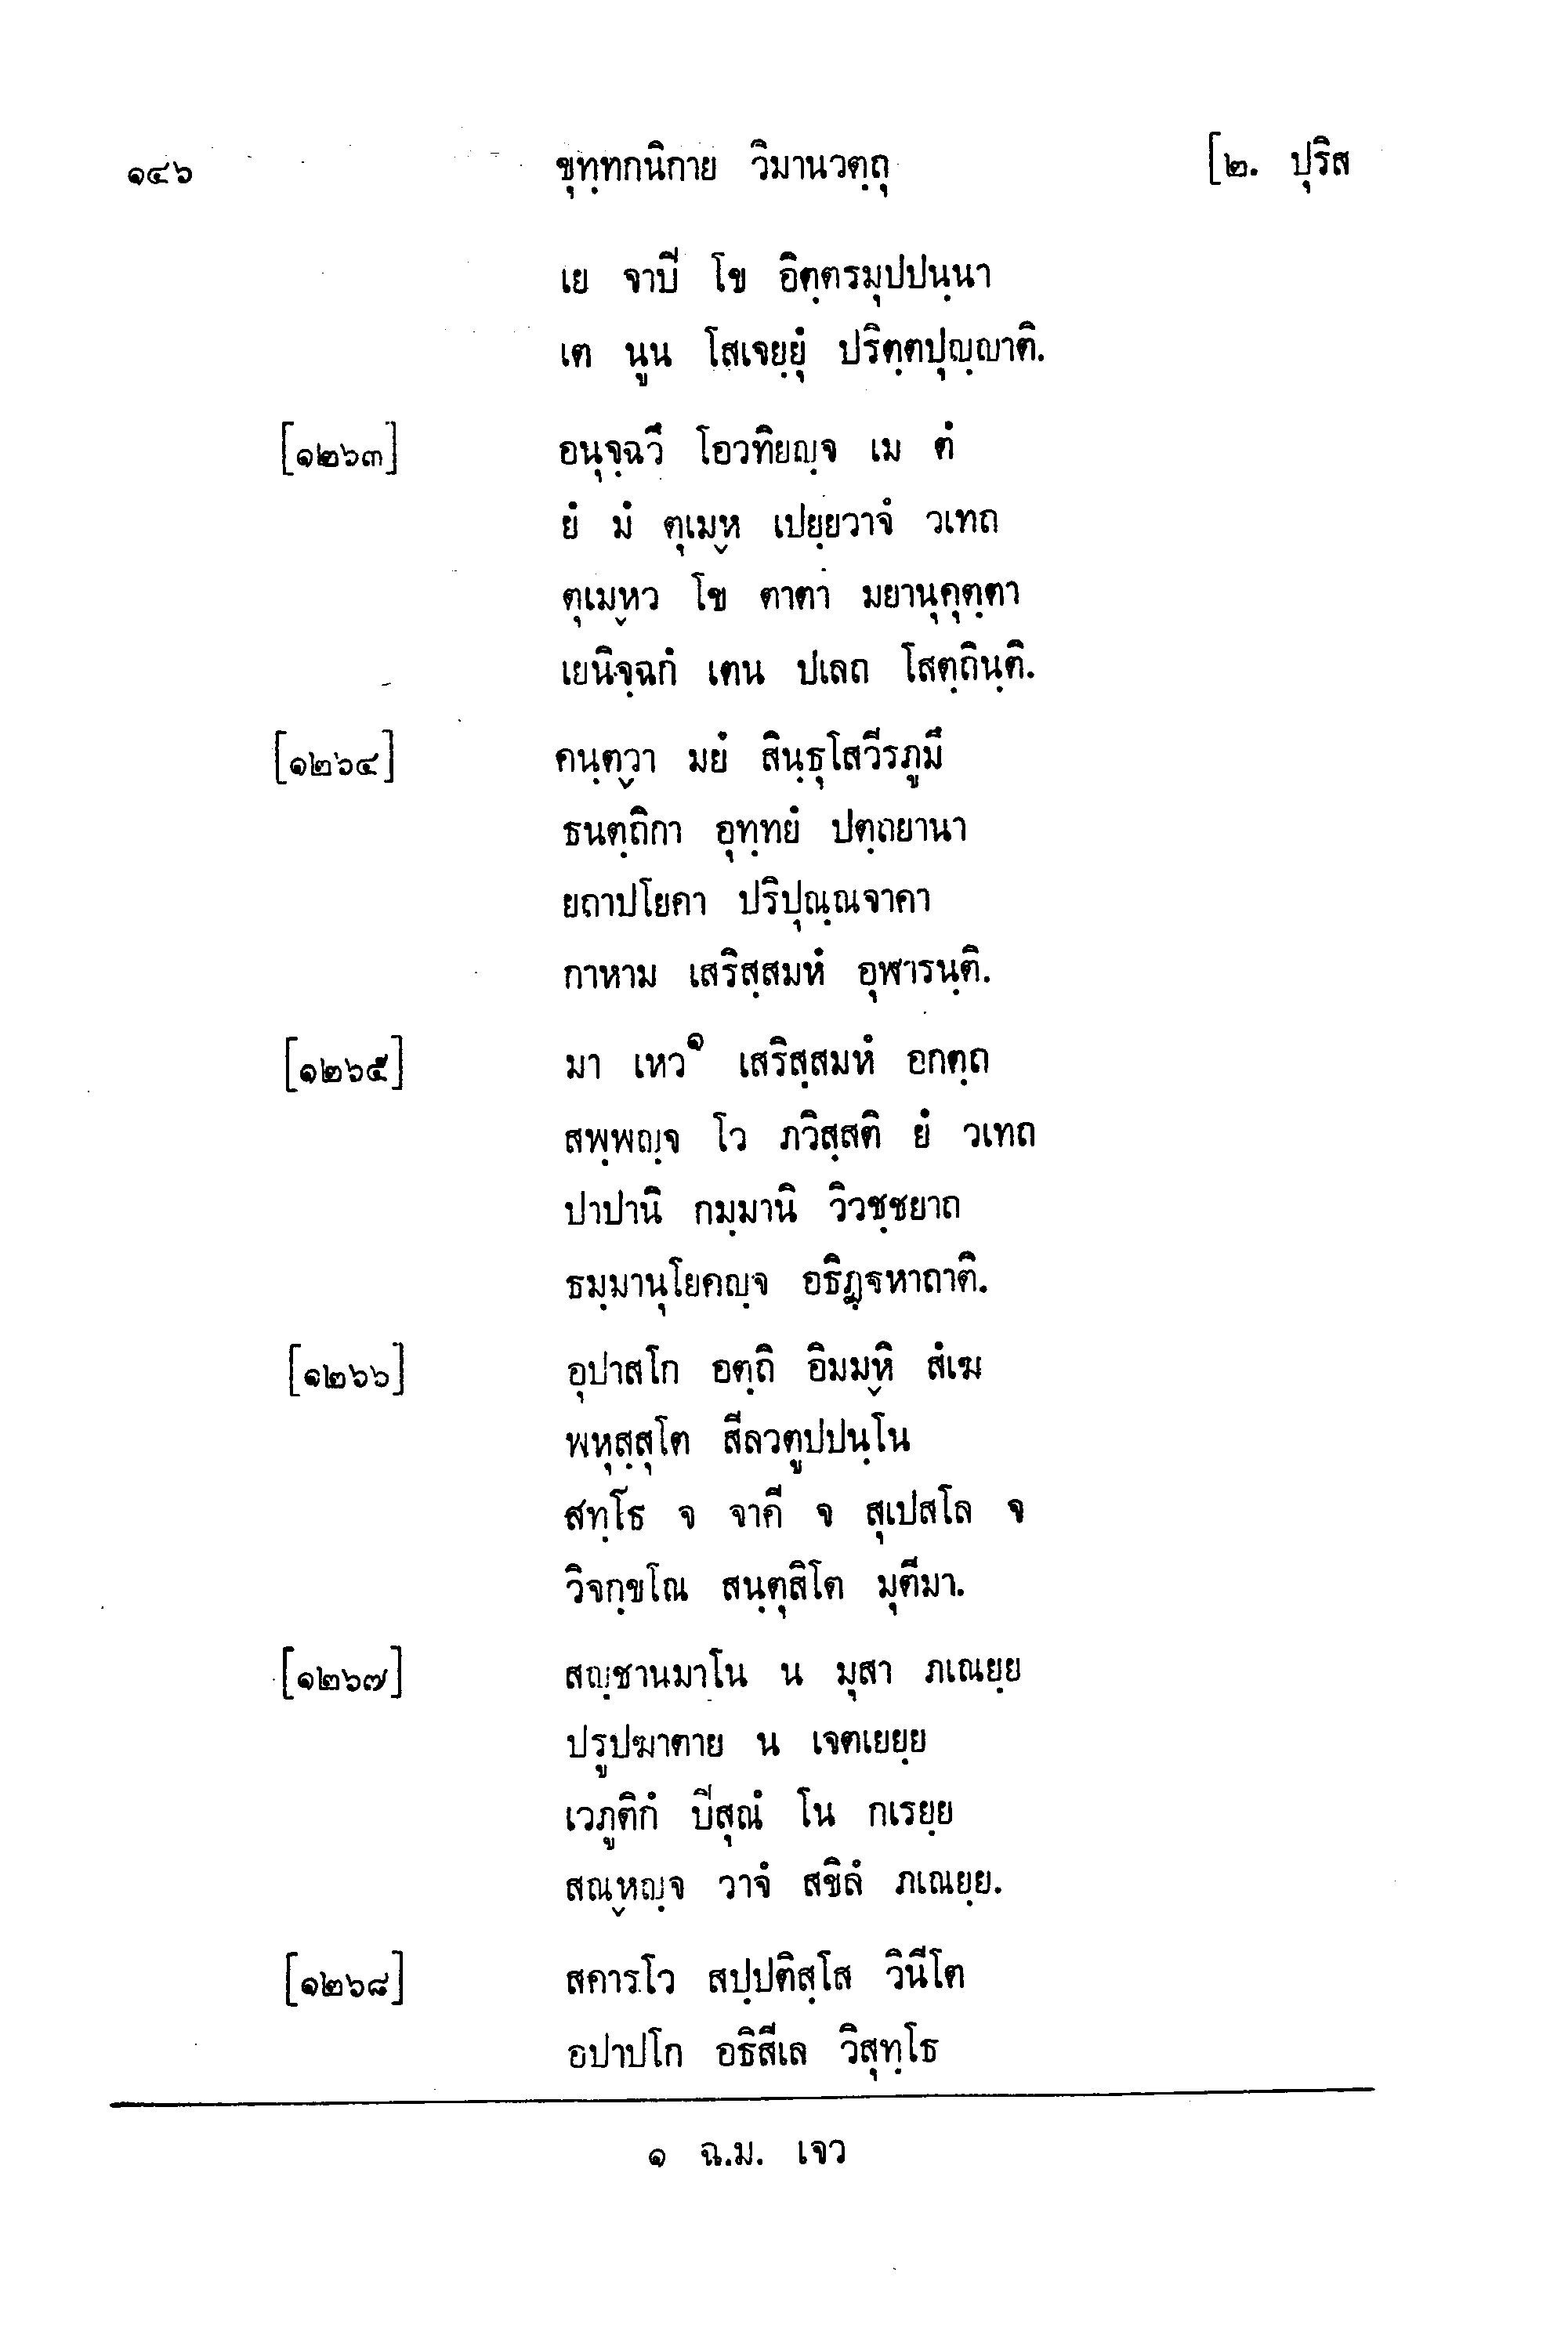 ๑๔๖ ขุทฺทกนิกาย วิมานวตฺถุ [๒. ปุริส
เย จาปิ โข อิตฺตรมุปปนฺนา
เต นูน โสเจยฺยุํ ปริตฺตปุญฺญาติ.
[๑๒๖๓] อนุจฺฉวึ โอวทิยญฺจ เม ตํ
ยํ มํ ตุเมฺห เปยฺยวาจํ วเทถ
ตุเมฺหว โข ตาตา มยานุคุตฺตา
เยนิจฺฉกํ เตน ปเลถ โสตฺถินฺติ.
[๑๒๖๔] คนฺตฺวา มยํ สินฺธุโสวีรภูมึ
ธนตฺถิกา อุทฺทยํ ปตฺถยานา
ยถาปโยคา ปริปุณฺณจาคา
กาหาม เสริสฺสมหํ อุฬารนฺติ.
[๑๒๖๕] มา เหว๑ เสริสฺสมหํ อกตฺถ
สพฺพญฺจ โว ภวิสฺสติ ยํ วเทถ
ปาปานิ กมฺมานิ วิวชฺชยาถ
ธมฺมานุโยคญฺจ อธิฏฺฐหาถาติ.
[๑๒๖๖] อุปาสโก อตฺถิ อิมมฺหิ สํเฆ
พหุสฺสุโต สีลวตูปปนฺโน
สทฺโธ จ จาคี จ สุเปสโล จ
วิจกฺขโณ สนฺตุสิโต มุตีมา.
[๑๒๖๗] สญฺชานมาโน น มุสา ภเณยฺย
ปรูปฆาตาย น เจตเยยฺย
เวภูติกํ ปิสุณํ โน กเรยฺย
สณฺหญฺจ วาจํ สขิลํ ภเณยฺย.
[๑๒๖๘] สคารโว สปฺปติสฺโส วินีโต
อปาปโก อธิสีเล วิสุทฺโธ
๑ ฉ.ม. เจว